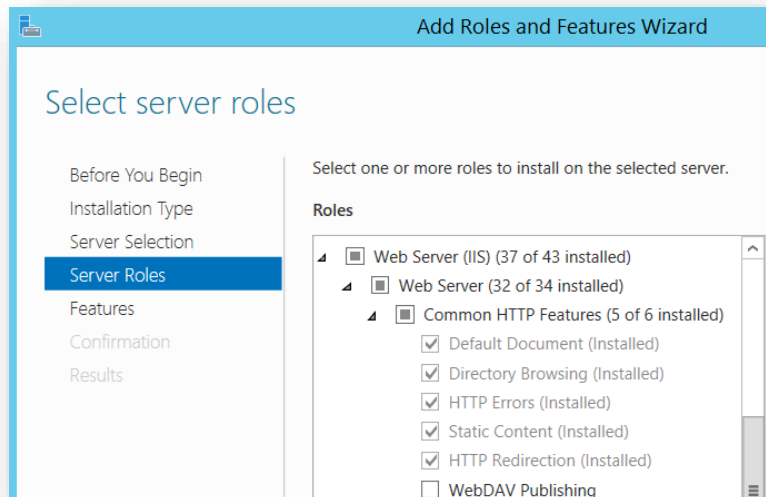 Add Roles and Features Wizard
Select server roles
Before You Begin
Installation Type
Server Selection
Server Roles
Features
Confirmation
Results
Select one or more roles to install on the selected server.
Roles
Web Server (IIS) (37 of 43 installed)
Web Server (32 of 34 installed)
Common HTTP Features (5 of 6 installed)
Default Document (Installed)
Directory Browsing (Installed)
HTTP Errors (Installed)
Static Content (Installed)
HTTP Redirection (Installed)
WebDAV Publishing